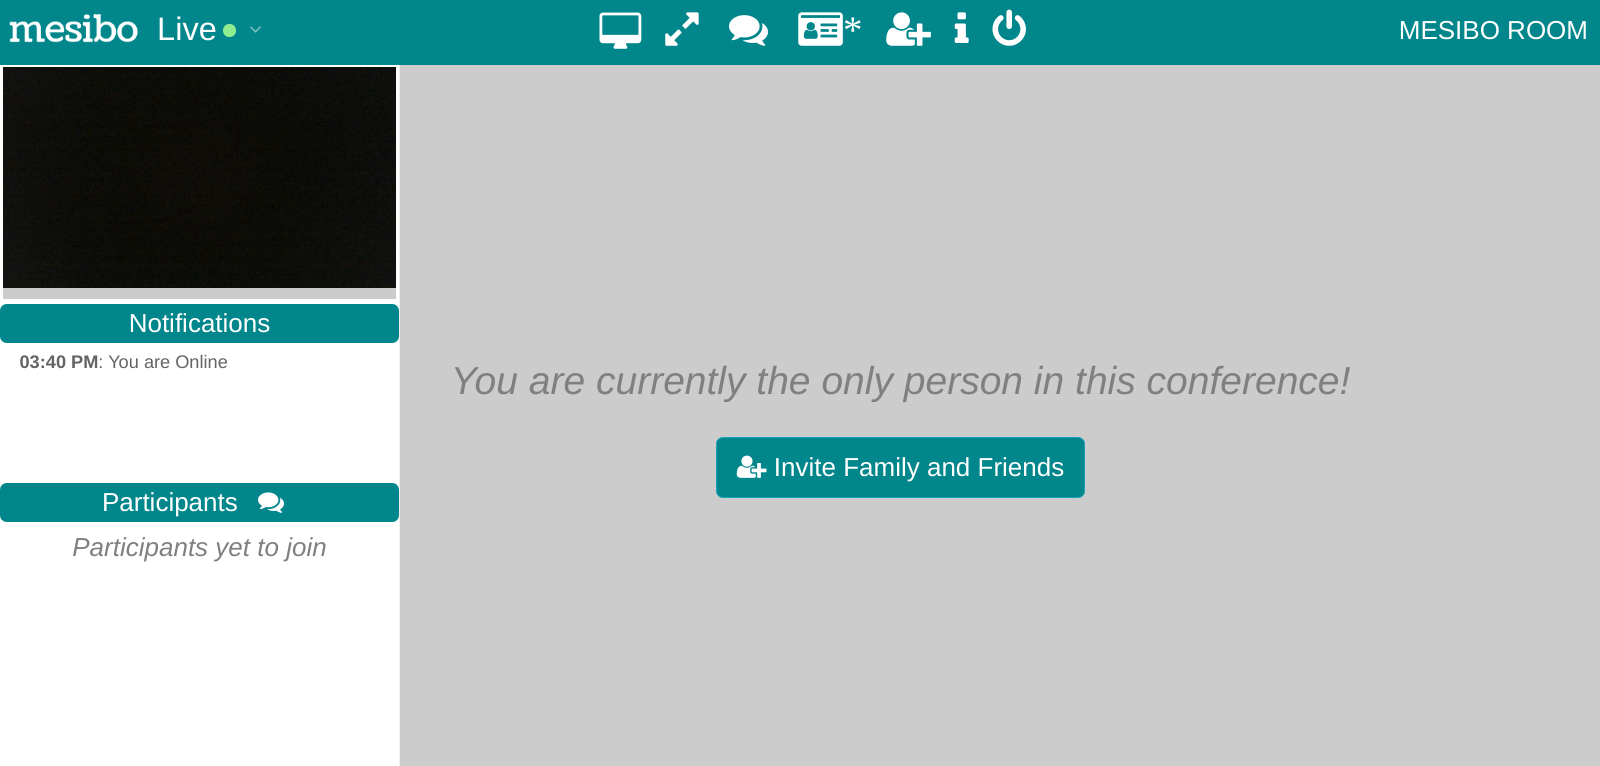 mesibo Live
*
MESIBO ROOM
Notifications
03:40 PM: You are Online
Participants
Participants yet to join
You are currently the only person in this conference!
Invite Family and Friends